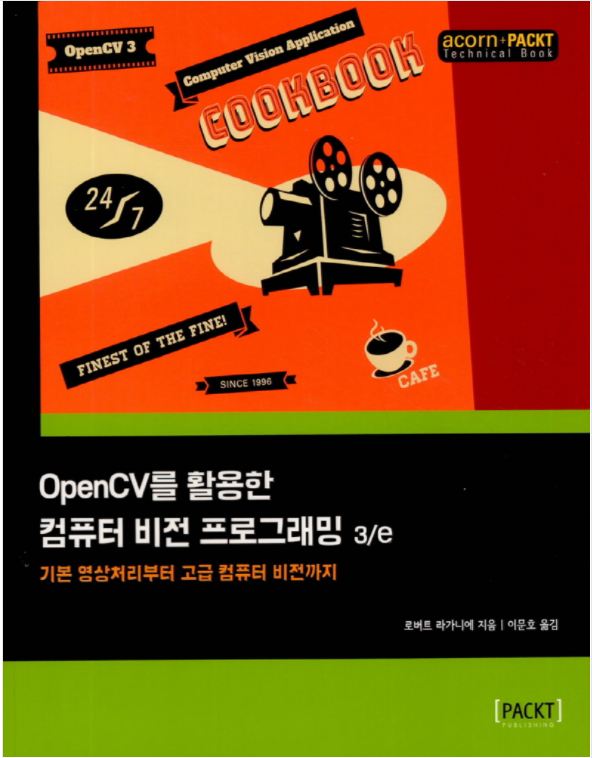 OpenCV 3
Computer Vision Application
COOKBOOK
acorn+PACKT
Technical Book
24/7
FINEST OF THE FINE!
SINCE 1996
CAFE
OpenCV를 활용한
컴퓨터 비전 프로그래밍 3/e
기본 영상처리부터 고급 컴퓨터 비전까지
로버트 라가니에 지음 | 이문호 옮김
[PACKT]
PUBLISHING